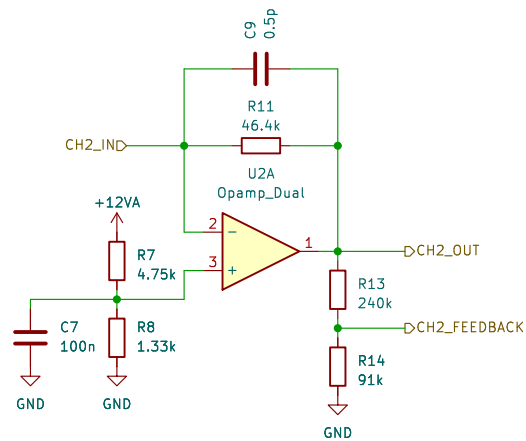 C9
0.5p
R11
46.4k
CH2_IN
U2A
Opamp_Dual
+12VA
2
−
1
3
+
CH2_OUT
R7
4.75k
R13
240k
C7
100n
R8
1.33k
CH2_FEEDBACK
R14
91k
GND
GND
GND